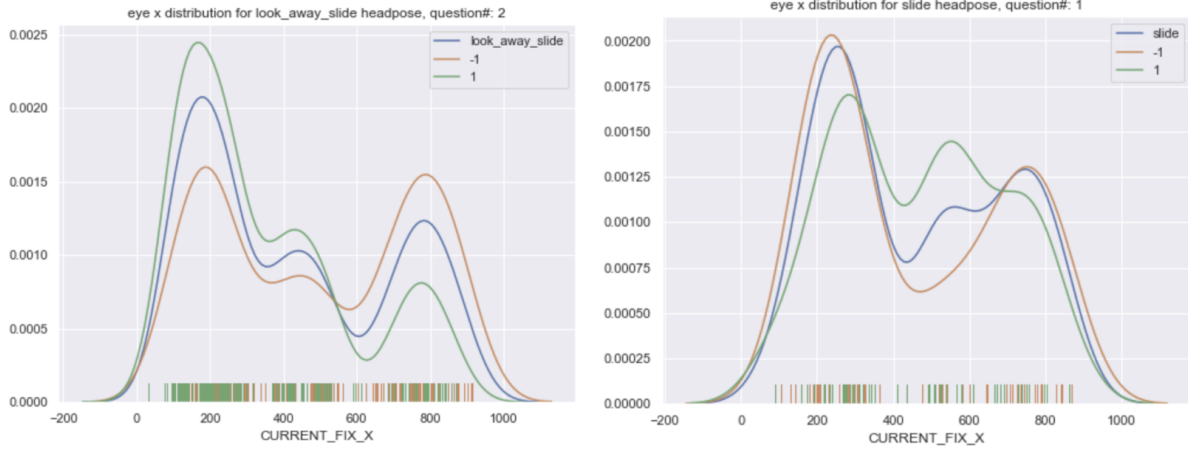 eye x distribution for look_away_slide headpose, question#: 2
0.0025
0.0020
0.0015
0.0010
0.0005
0.0000
look_away_slide
-1
1
−200 0 200 400 600 800 1000
CURRENT_FIX_X
eye x distribution for slide headpose, question#: 1
0.00200
0.00175
0.00150
0.00125
0.00100
0.00075
0.00050
0.00025
0.00000
slide
-1
1
−200 0 200 400 600 800 1000
CURRENT_FIX_X